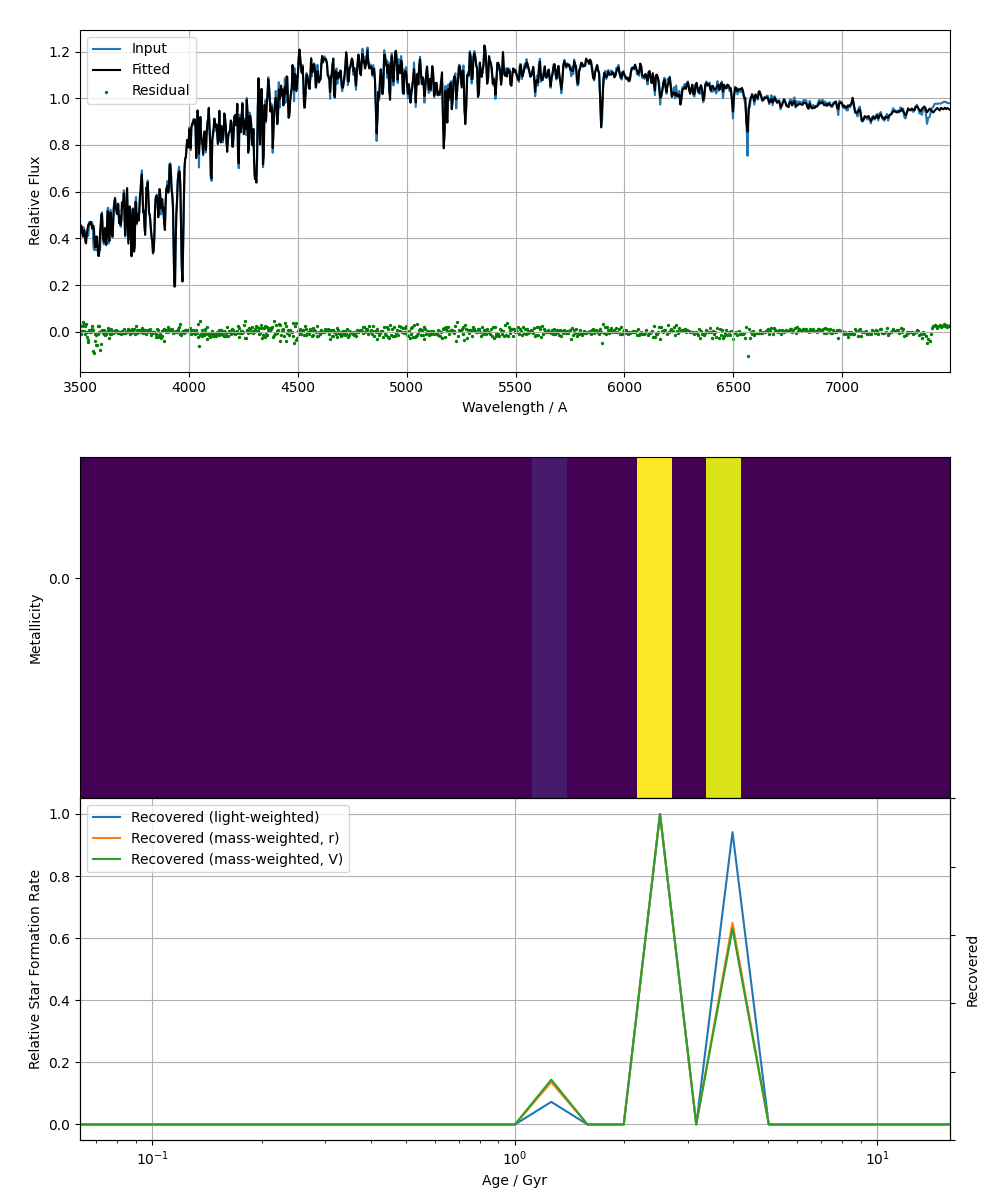 1.2
1.0
0.8
0.6
0.4
0.2
0.0
Relative Flux
Input
Fitted
Residual
3500 4000 4500 5000 5500 6000 6500 7000
Wavelength / A
0.0
Metallicity
1.0
0.8
0.6
0.4
0.2
0.0
Relative Star Formation Rate
Recovered (light-weighted)
Recovered (mass-weighted, r)
Recovered (mass-weighted, V)
Recovered
10⁻¹ 10⁰ 10¹
Age / Gyr